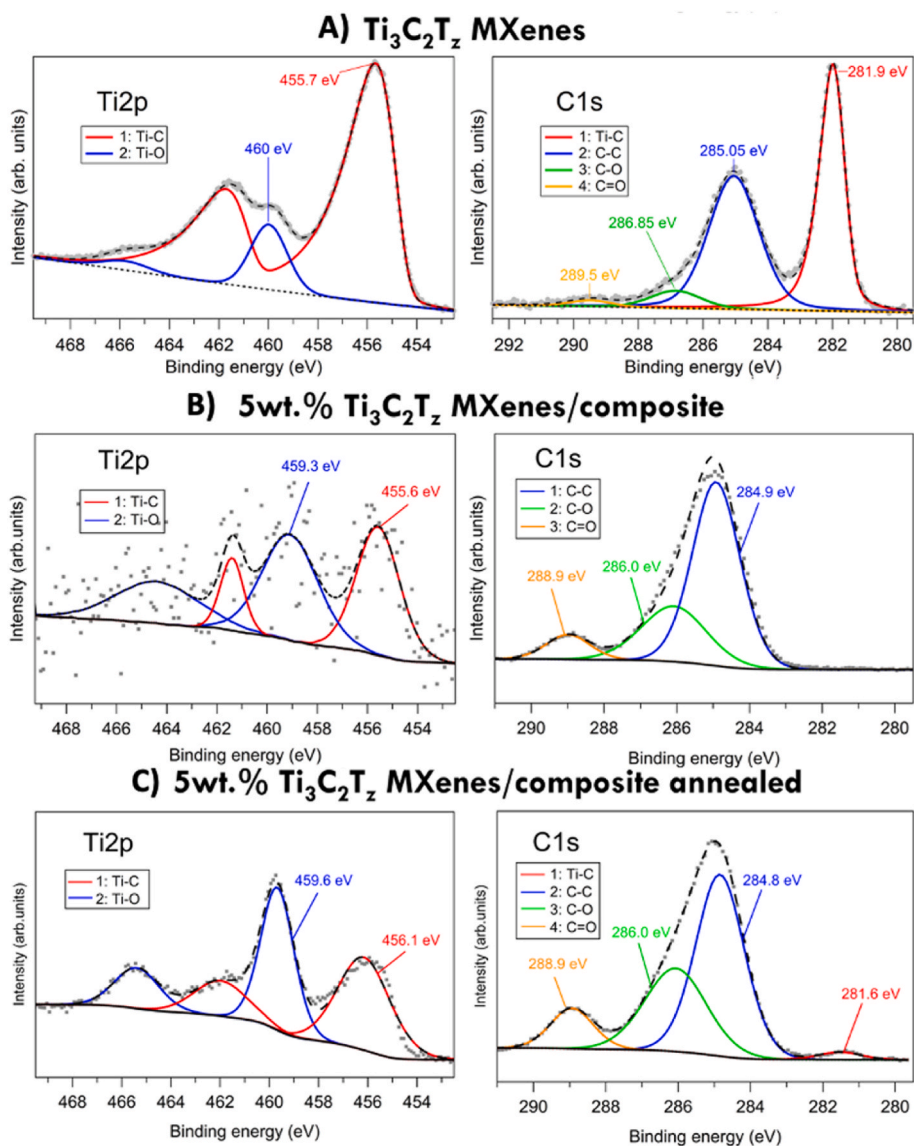 A) Ti₃C₂T_z MXenes
Ti2p
1: Ti-C
2: Ti-O
455.7 eV
460 eV
Intensity (arb. units)
468 466 464 462 460 458 456 454
Binding energy (eV)
C1s
1: Ti-C
2: C-C
3: C-O
4: C=O
281.9 eV
285.05 eV
286.85 eV
289.5 eV
Intensity (arb. units)
292 290 288 286 284 282 280
Binding energy (eV)
B) 5wt.% Ti₃C₂T_z MXenes/composite
Ti2p
1: Ti-C
2: Ti-O
459.3 eV
455.6 eV
Intensity (arb.units)
468 466 464 462 460 458 456 454
Binding energy (eV)
C1s
1: C-C
2: C-O
3: C=O
284.9 eV
286.0 eV
288.9 eV
Intensity (arb.units)
290 288 286 284 282 280
Binding energy (eV)
C) 5wt.% Ti₃C₂T_z MXenes/composite annealed
Ti2p
1: Ti-C
2: Ti-O
459.6 eV
456.1 eV
Intensity (arb.units)
468 466 464 462 460 458 456 454
Binding energy (eV)
C1s
1: Ti-C
2: C-C
3: C-O
4: C=O
284.8 eV
286.0 eV
288.9 eV
281.6 eV
Intensity (arb.units)
290 288 286 284 282 280
Binding energy (eV)